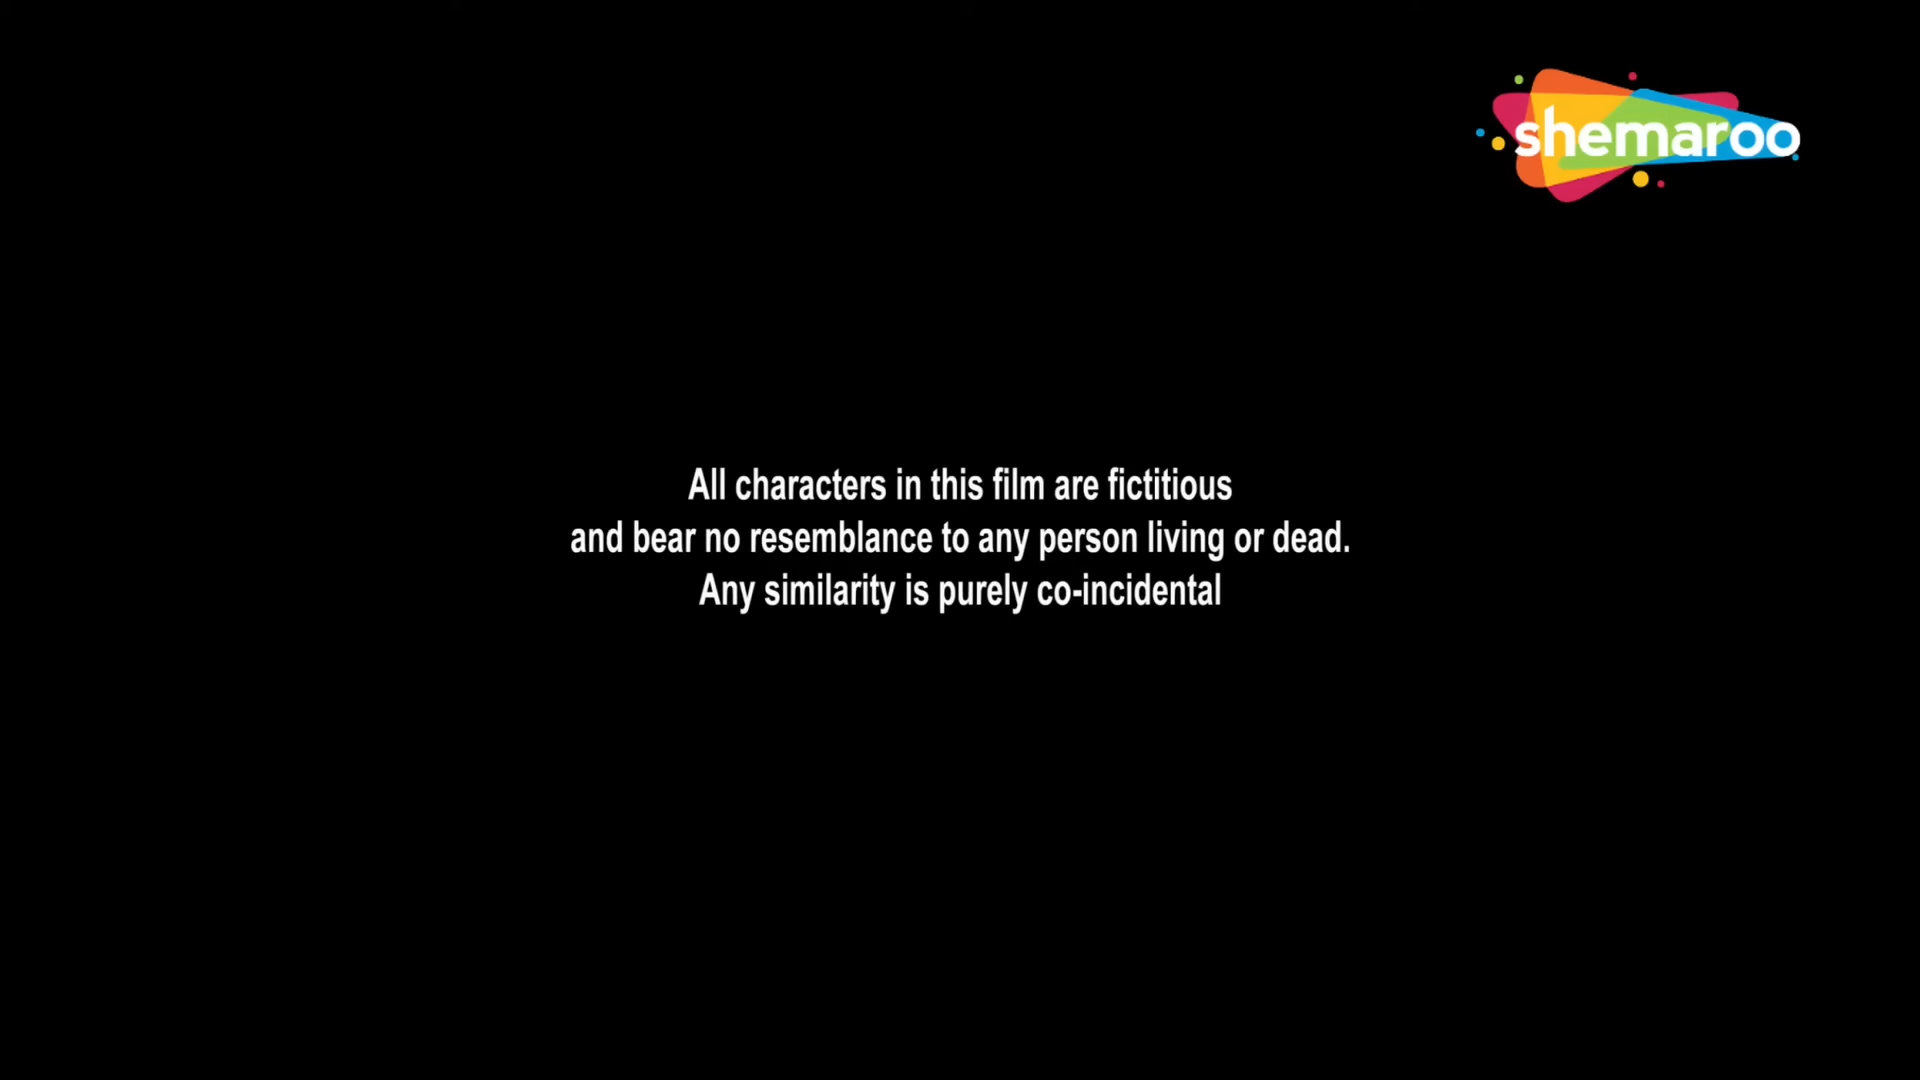 shemaroo
All characters in this film are fictitious
and bear no resemblance to any person living or dead.
Any similarity is purely co-incidental